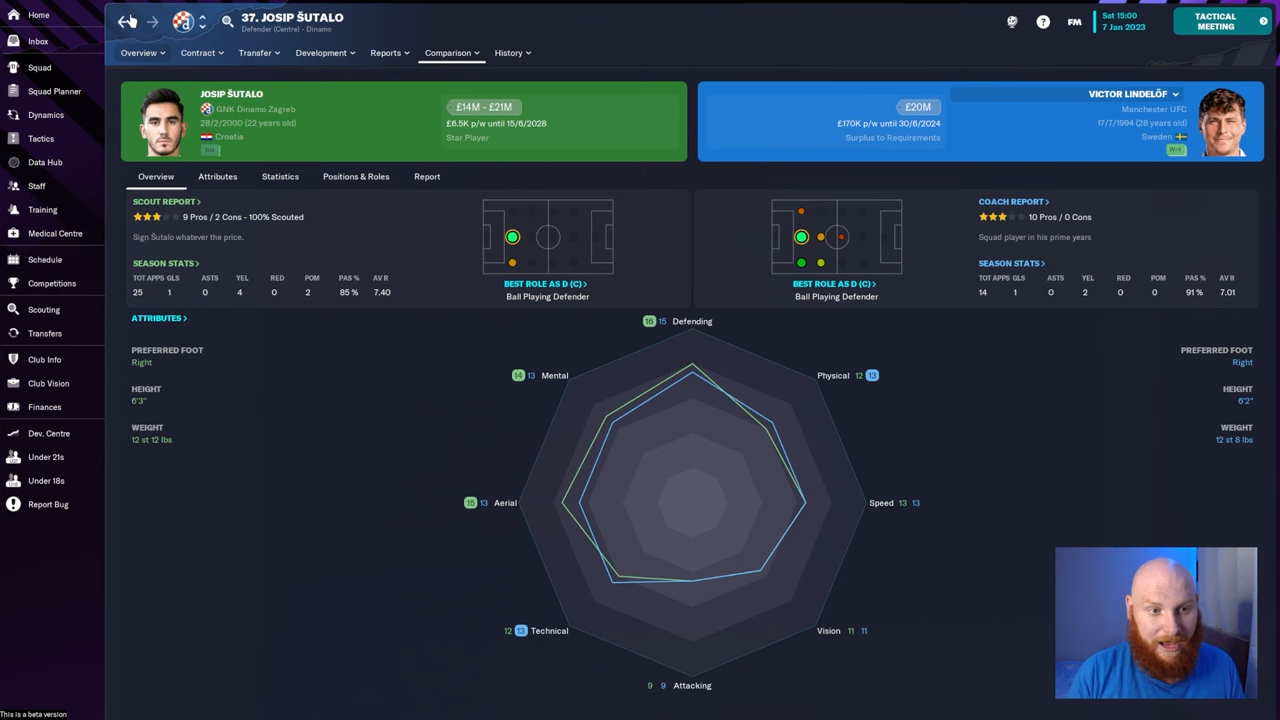 Home
Inbox
Squad
Squad Planner
Dynamics
Tactics
Data Hub
Staff
Training
Medical Centre
Schedule
Competitions
Scouting
Transfers
Club Info
Club Vision
Finances
Dev. Centre
Under 21s
Under 18s
Report Bug
This is a beta version
37. JOSIP ŠUTALO
Defender (Centre) - Dinamo
?
FM
Sat 15:00
7 Jan 2023
TACTICAL MEETING
Overview Contract Transfer Development Reports Comparison History
JOSIP ŠUTALO
GNK Dinamo Zagreb
28/2/2000 (22 years old)
Croatia
£14M - £21M
£6.5K p/w until 15/6/2028
Star Player
£20M
£170K p/w until 30/6/2024
Surplus to Requirements
VICTOR LINDELÖF
Manchester UFC
17/7/1994 (28 years old)
Sweden
Wnt
Overview Attributes Statistics Positions & Roles Report
SCOUT REPORT >
9 Pros / 2 Cons - 100% Scouted
Sign Šutalo whatever the price.
SEASON STATS >
TOT APPS GLS ASTS YEL RED POM PAS % AV R
25 1 0 4 0 2 85 % 7.40
BEST ROLE AS D (C) >
Ball Playing Defender
BEST ROLE AS D (C) >
Ball Playing Defender
COACH REPORT >
10 Pros / 0 Cons
Squad player in his prime years
SEASON STATS >
TOT APPS GLS ASTS YEL RED POM PAS % AV R
14 1 0 2 0 0 91 % 7.01
ATTRIBUTES >
PREFERRED FOOT
Right
HEIGHT
6'3"
WEIGHT
12 st 12 lbs
16 15 Defending
14 13 Mental
Physical 12 13
15 13 Aerial
Speed 13 13
12 13 Technical
Vision 11 11
9 9 Attacking
PREFERRED FOOT
Right
HEIGHT
6'2"
WEIGHT
12 st 8 lbs